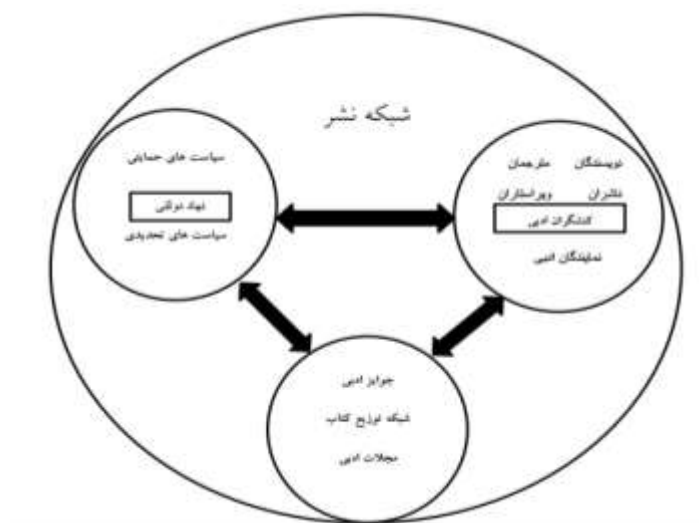 شبکه نشر
نویسندگان مترجمان
ناشران ویراستاران
کنشگران ادبی
نمایندگان ادبی
سیاست های حمایتی
نهاد دولتی
سیاست های تحدیدی
جوایز ادبی
شبکه توزیع کتاب
مجلات ادبی